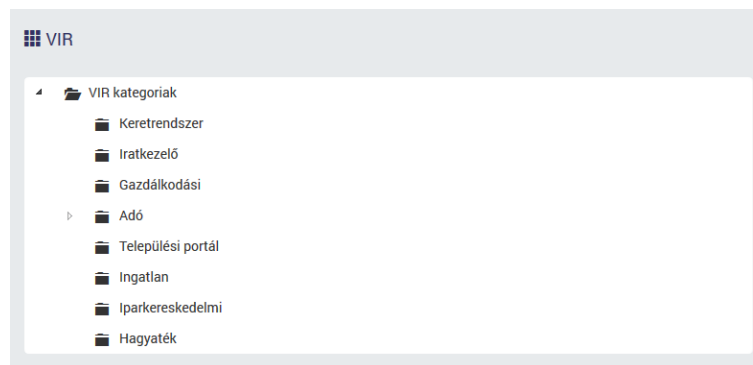 VIR
VIR kategoriak
Keretrendszer
Iratkezelő
Gazdálkodási
Adó
Települési portál
Ingatlan
Iparkereskedelmi
Hagyaték